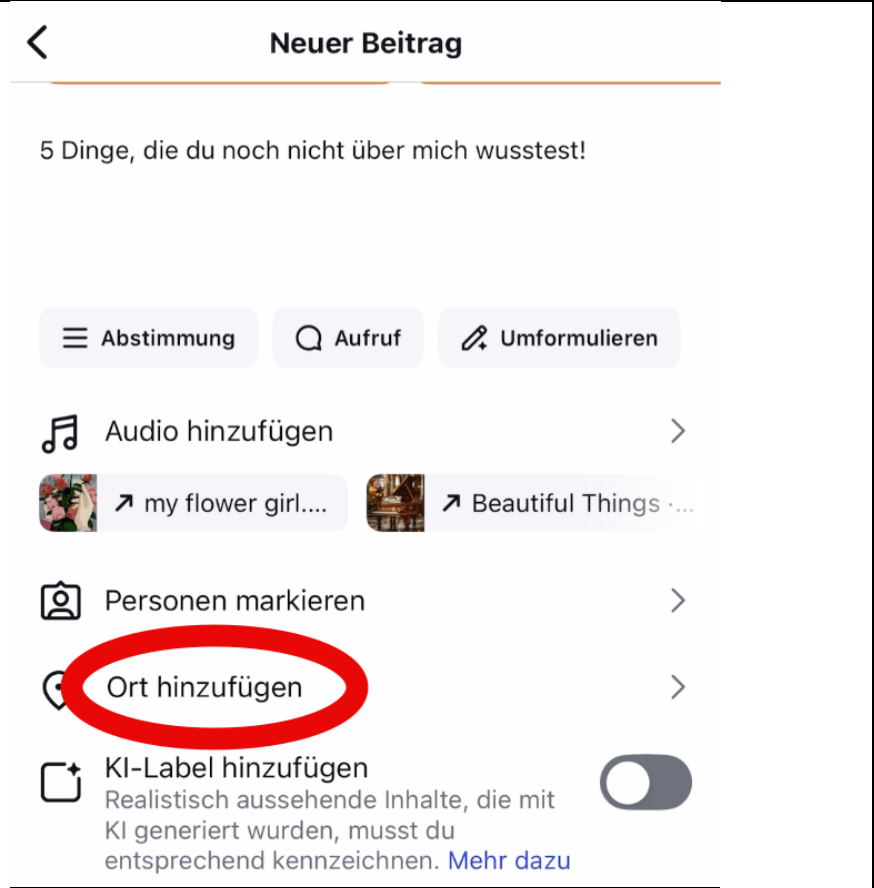 Neuer Beitrag
5 Dinge, die du noch nicht über mich wusstest!
Abstimmung
Aufruf
Umformulieren
Audio hinzufügen
my flower girl....
Beautiful Things ·...
Personen markieren
Ort hinzufügen
KI-Label hinzufügen
Realistisch aussehende Inhalte, die mit
KI generiert wurden, musst du
entsprechend kennzeichnen. Mehr dazu